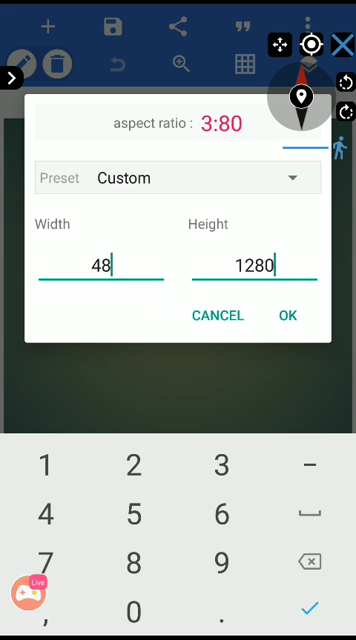 aspect ratio : 3:80
Preset Custom
Width Height
48 1280
CANCEL OK
1 2 3 -
4 5 6
7 8 9
Live
, 0 .